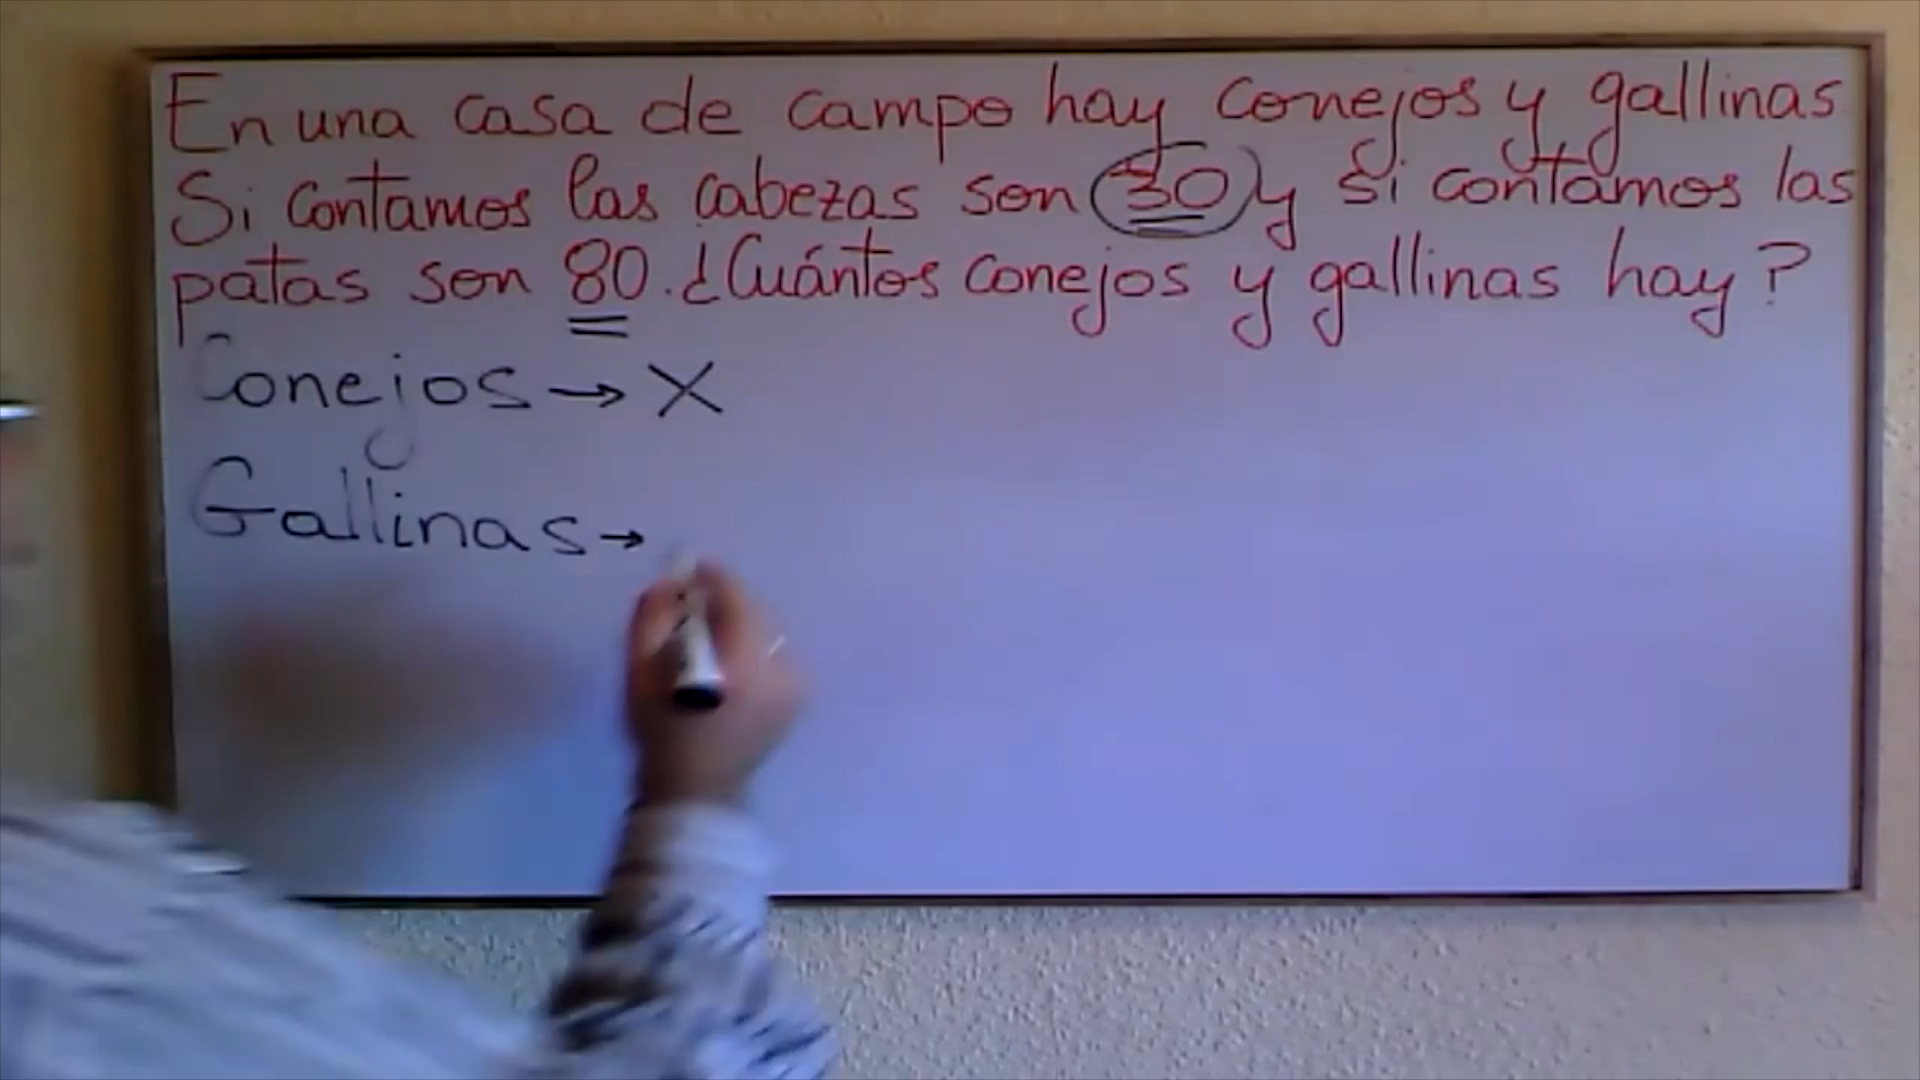 En una casa de campo hay conejos y gallinas
Si contamos las cabezas son 30 y si contamos las
patas son 80. ¿Cuántos conejos y gallinas hay?
Conejos → X
Gallinas →